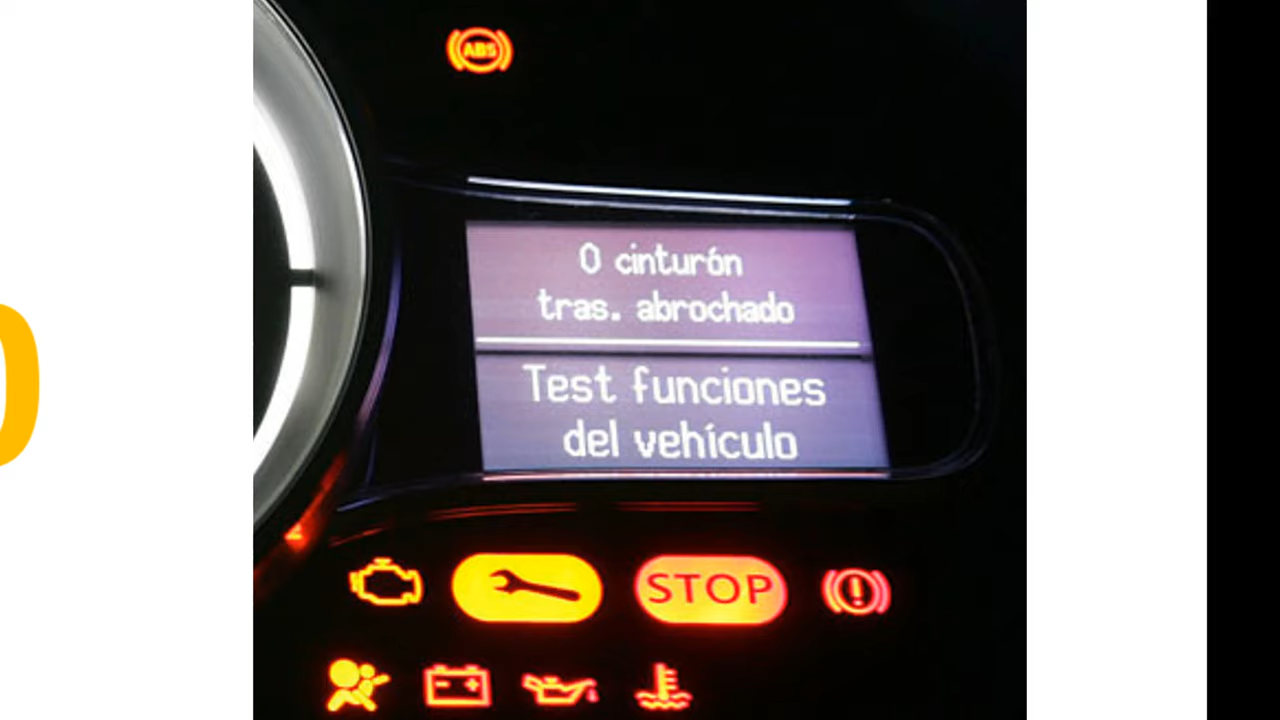 ABS
0 cinturón
tras. abrochado
Test funciones
del vehículo
STOP